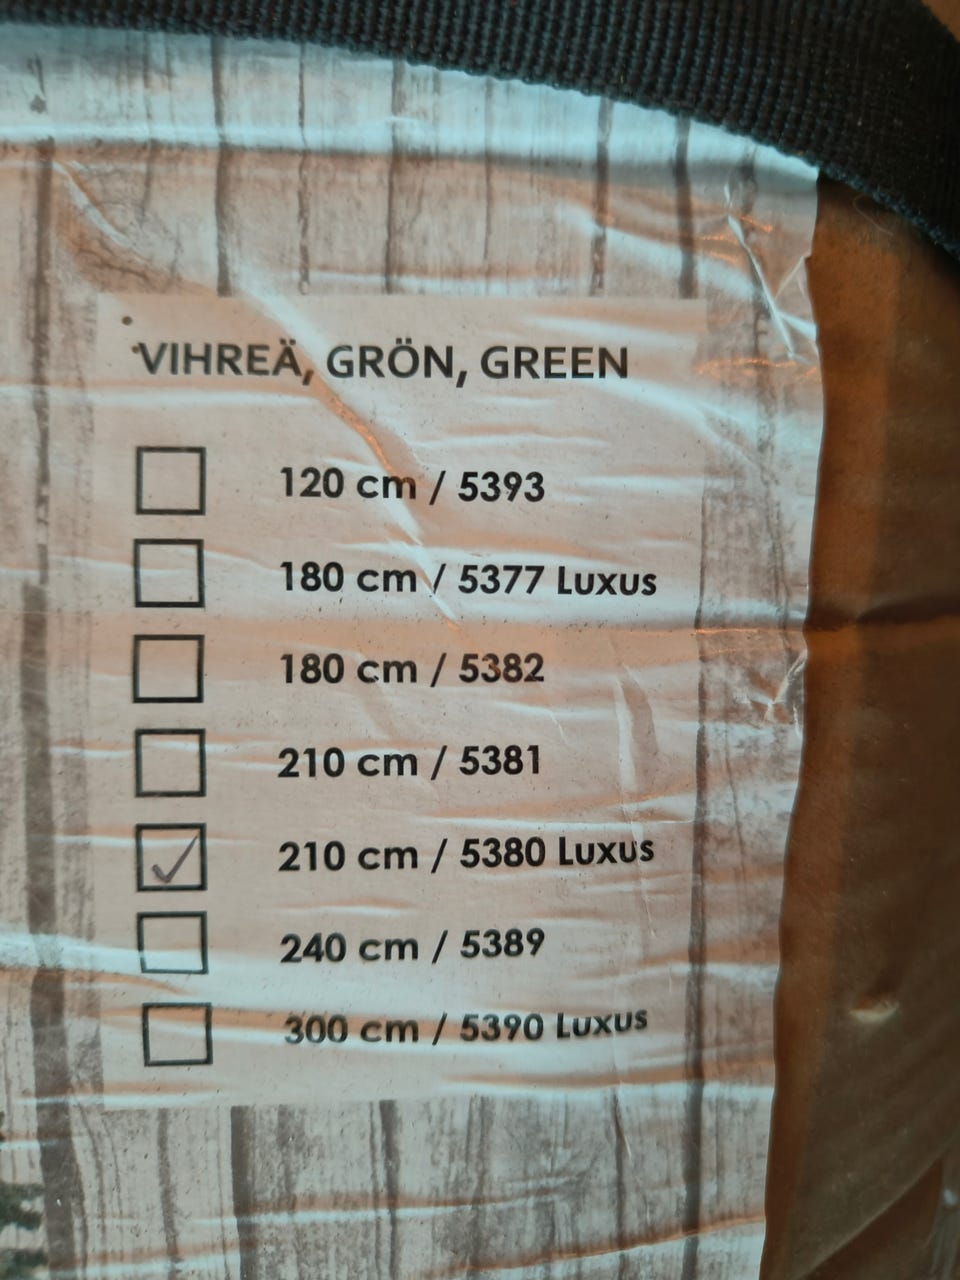 VIHREÄ, GRÖN, GREEN
120 cm / 5393
180 cm / 5377 Luxus
180 cm / 5382
210 cm / 5381
210 cm / 5380 Luxus
240 cm / 5389
300 cm / 5390 Luxus